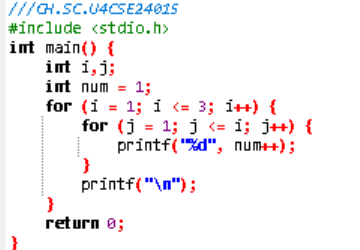 ///CH.SC.U4CSE24015
#include <stdio.h>
int main() {
    int i,j;
    int num = 1;
    for (i = 1; i <= 3; i++) {
        for (j = 1; j <= i; j++) {
            printf("%d", num++);
        }
        printf("\n");
    }
    return 0;
}